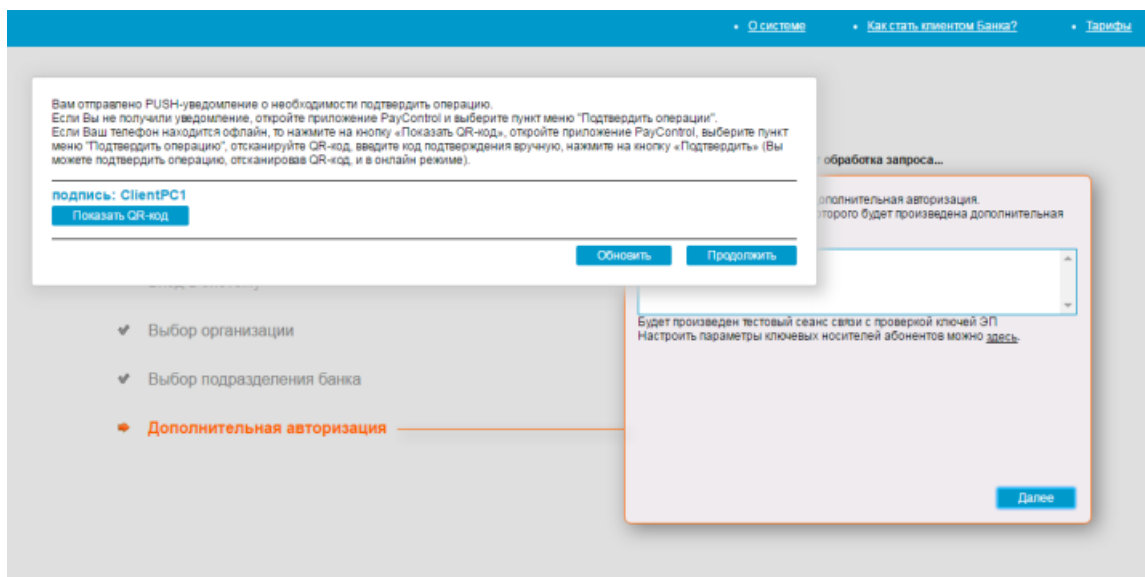 О системе
Как стать клиентом Банка?
Тарифы
Вам отправлено PUSH-уведомление о необходимости подтвердить операцию.
Если Вы не получили уведомление, откройте приложение PayControl и выберите пункт меню "Подтвердить операции".
Если Ваш телефон находится офлайн, то нажмите на кнопку «Показать QR-код», откройте приложение PayControl, выберите пункт
меню "Подтвердить операцию", отсканируйте QR-код, введите код подтверждения вручную, нажмите на кнопку «Подтвердить» (Вы
можете подтвердить операцию, отсканировав QR-код, и в онлайн режиме).
подпись: ClientPC1
Показать QR-код
Обновить
Продолжить
обработка запроса...
авторизация.
будет произведена дополнительная
Будет произведен тестовый сеанс связи с проверкой ключей ЭП
Настроить параметры ключевых носителей абонентов можно здесь.
Выбор организации
Выбор подразделения банка
Дополнительная авторизация
Далее